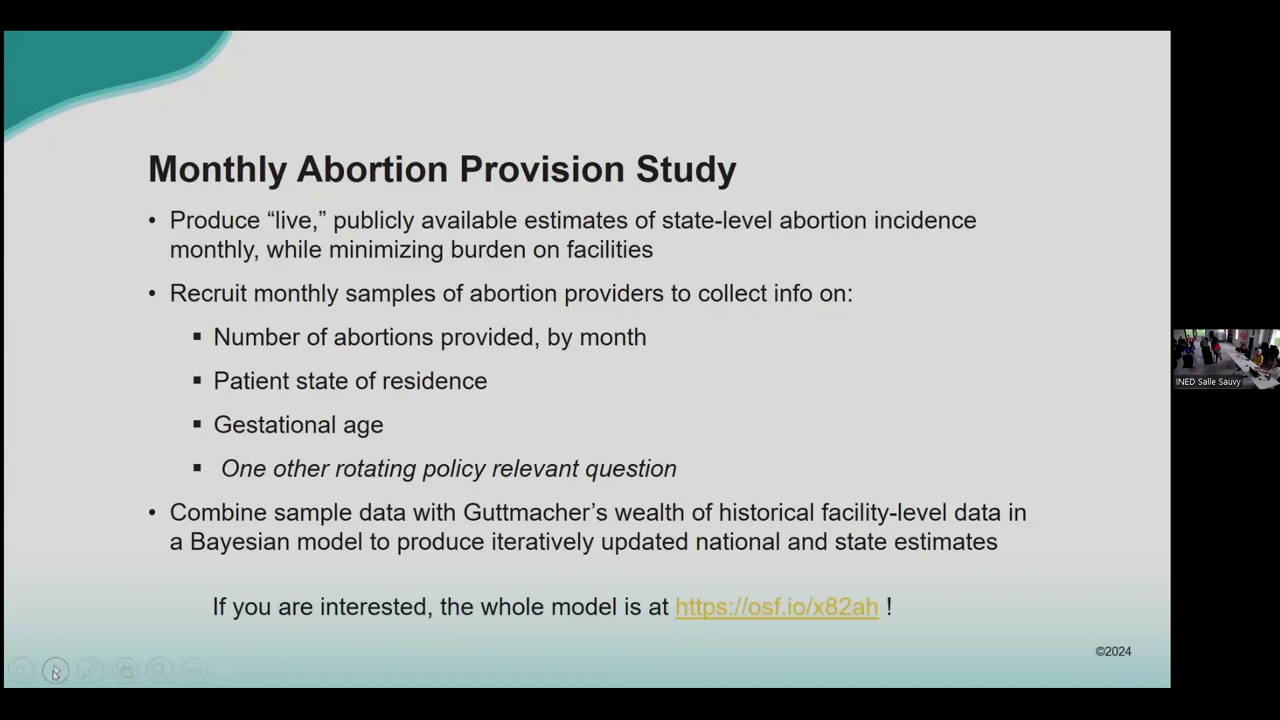 Monthly Abortion Provision Study
• Produce “live,” publicly available estimates of state-level abortion incidence
monthly, while minimizing burden on facilities
• Recruit monthly samples of abortion providers to collect info on:
▪ Number of abortions provided, by month
▪ Patient state of residence
▪ Gestational age
▪ One other rotating policy relevant question
• Combine sample data with Guttmacher’s wealth of historical facility-level data in
a Bayesian model to produce iteratively updated national and state estimates
If you are interested, the whole model is at https://osf.io/x82ah !
©2024
INED Salle Sauvy